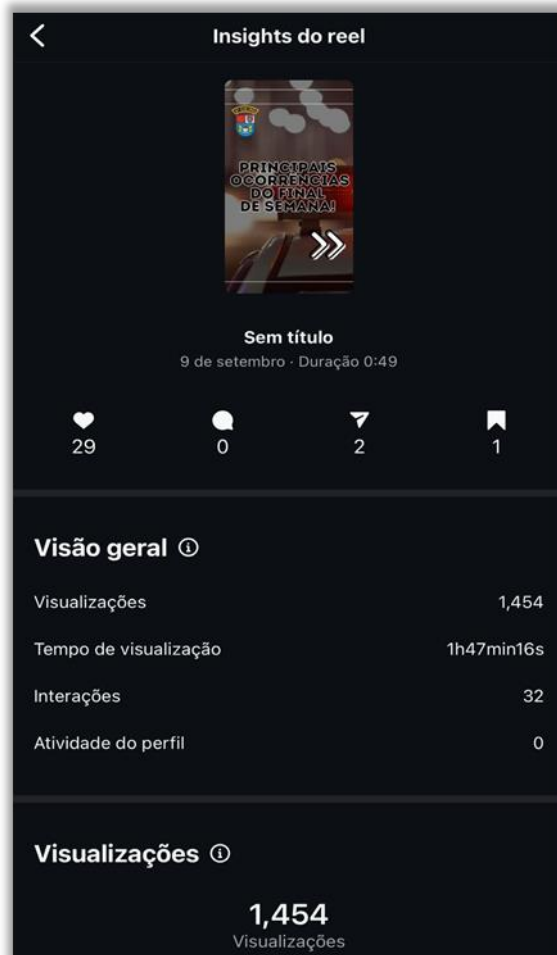 Insights do reel
PRINCIPAIS
OCORRÊNCIAS
DO FINAL
DE SEMANA!
Sem título
9 de setembro · Duração 0:49
29
0
2
1
Visão geral
Visualizações
1,454
Tempo de visualização
1h47min16s
Interações
32
Atividade do perfil
0
Visualizações
1,454
Visualizações